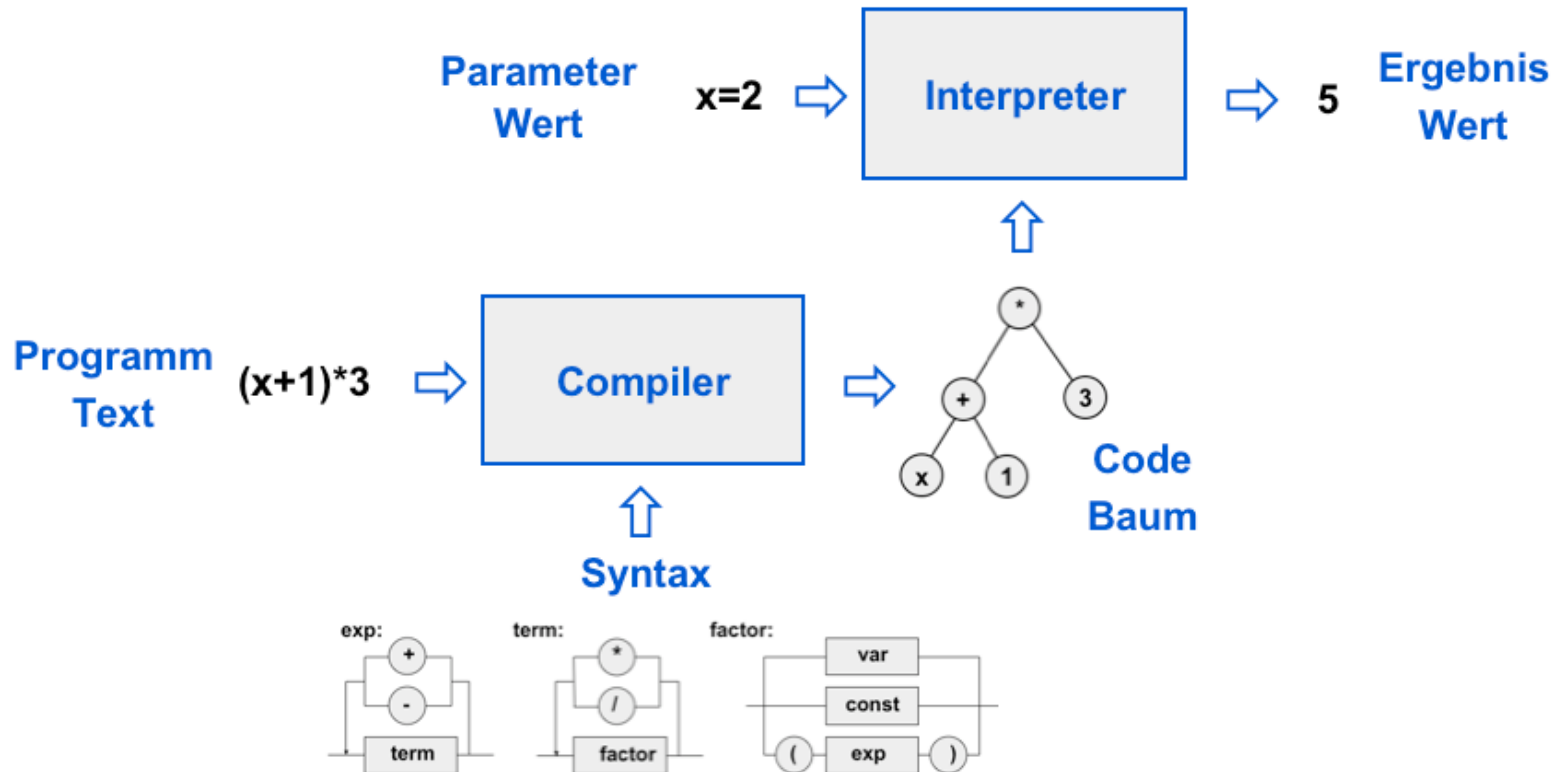 Parameter
Wert
x=2
Interpreter
5
Ergebnis
Wert
Programm
Text
(x+1)*3
Compiler
*
+
3
x
1
Code
Baum
Syntax
exp:
+
-
term
term:
*
/
factor
factor:
var
const
( exp )